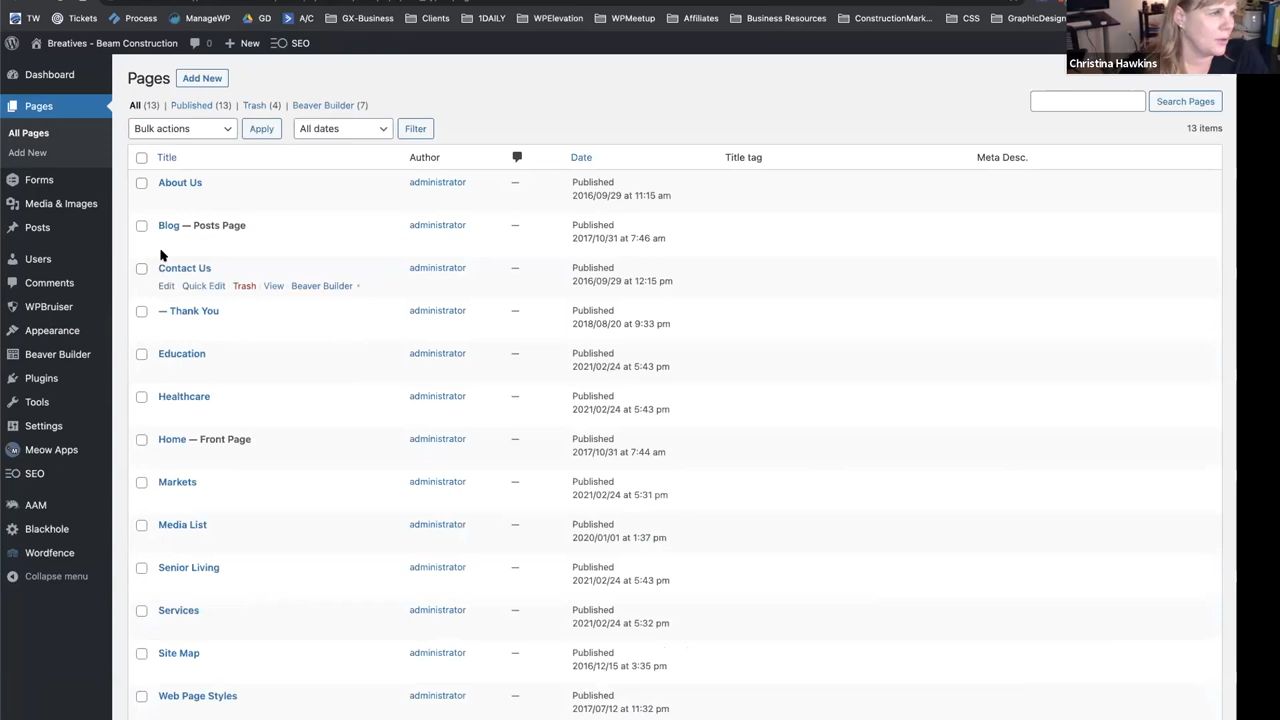 TW Tickets Process ManageWP GD A/C GX-Business Clients 1DAILY WPElevation WPMeetup Affiliates Business Resources ConstructionMark... CSS GraphicDesign
Breatives - Beam Construction 0 + New SEO
Christina Hawkins
Dashboard
Pages
All Pages
Add New
Forms
Media & Images
Posts
Users
Comments
WPBruiser
Appearance
Beaver Builder
Plugins
Tools
Settings
Meow Apps
SEO
AAM
Blackhole
Wordfence
Collapse menu
Pages Add New
All (13) | Published (13) | Trash (4) | Beaver Builder (7)
Search Pages
Bulk actions Apply All dates Filter
13 items
Title Author Date Title tag Meta Desc.
About Us administrator — Published
2016/09/29 at 11:15 am
Blog — Posts Page administrator — Published
2017/10/31 at 7:46 am
Contact Us administrator — Published
2016/09/29 at 12:15 pm
Edit Quick Edit Trash View Beaver Builder
— Thank You administrator — Published
2018/08/20 at 9:33 pm
Education administrator — Published
2021/02/24 at 5:43 pm
Healthcare administrator — Published
2021/02/24 at 5:43 pm
Home — Front Page administrator — Published
2017/10/31 at 7:44 am
Markets administrator — Published
2021/02/24 at 5:31 pm
Media List administrator — Published
2020/01/01 at 1:37 pm
Senior Living administrator — Published
2021/02/24 at 5:43 pm
Services administrator — Published
2021/02/24 at 5:32 pm
Site Map administrator — Published
2016/12/15 at 3:35 pm
Web Page Styles administrator — Published
2017/07/12 at 11:32 pm